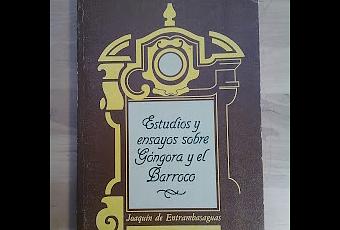 Estudios y
ensayos sobre
Góngora y el
Barroco
Joaquín de Entrambasaguas